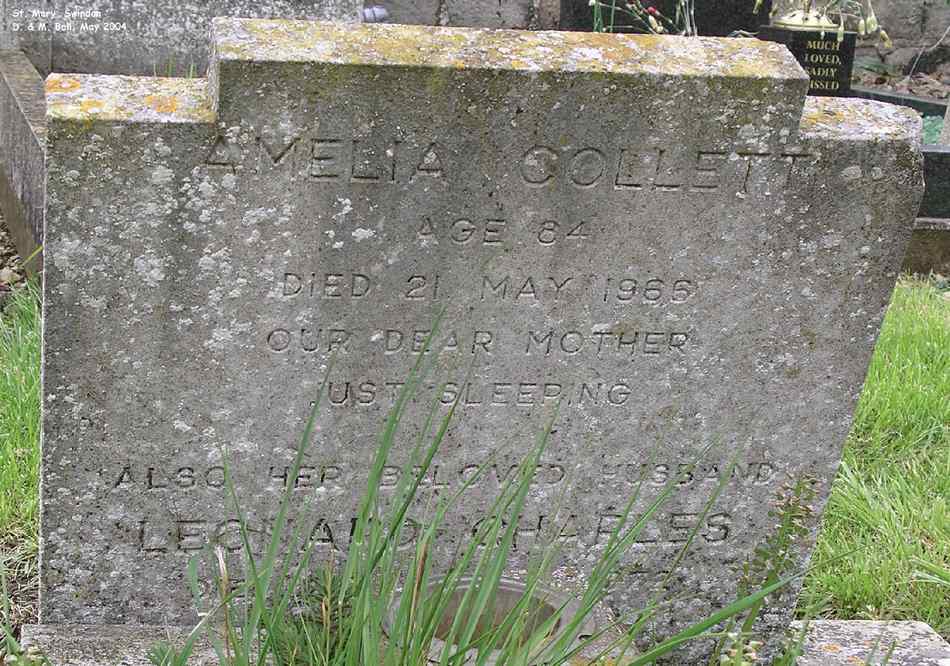 St. Mary, Swindon
D. & M. Ball, May 2004
MUCH
LOVED,
SADLY
MISSED
AMELIA COLLETT
AGE 84
DIED 21 MAY 1966
OUR DEAR MOTHER
JUST SLEEPING
ALSO HER BELOVED HUSBAND
LEONARD CHARLES